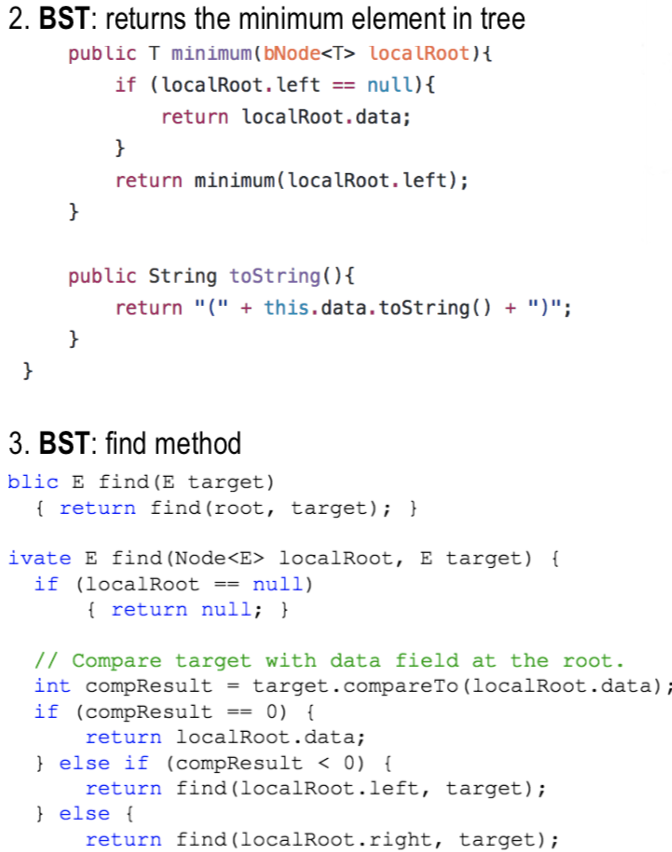 2. BST: returns the minimum element in tree
public T minimum(bNode<T> localRoot){
if (localRoot.left == null){
return localRoot.data;
}
return minimum(localRoot.left);
}
public String toString(){
return "(" + this.data.toString() + ")";
}
}
3. BST: find method
blic E find(E target)
{ return find(root, target); }
ivate E find(Node<E> localRoot, E target) {
if (localRoot == null)
{ return null; }
// Compare target with data field at the root.
int compResult = target.compareTo(localRoot.data);
if (compResult == 0) {
return localRoot.data;
} else if (compResult < 0) {
return find(localRoot.left, target);
} else {
return find(localRoot.right, target);